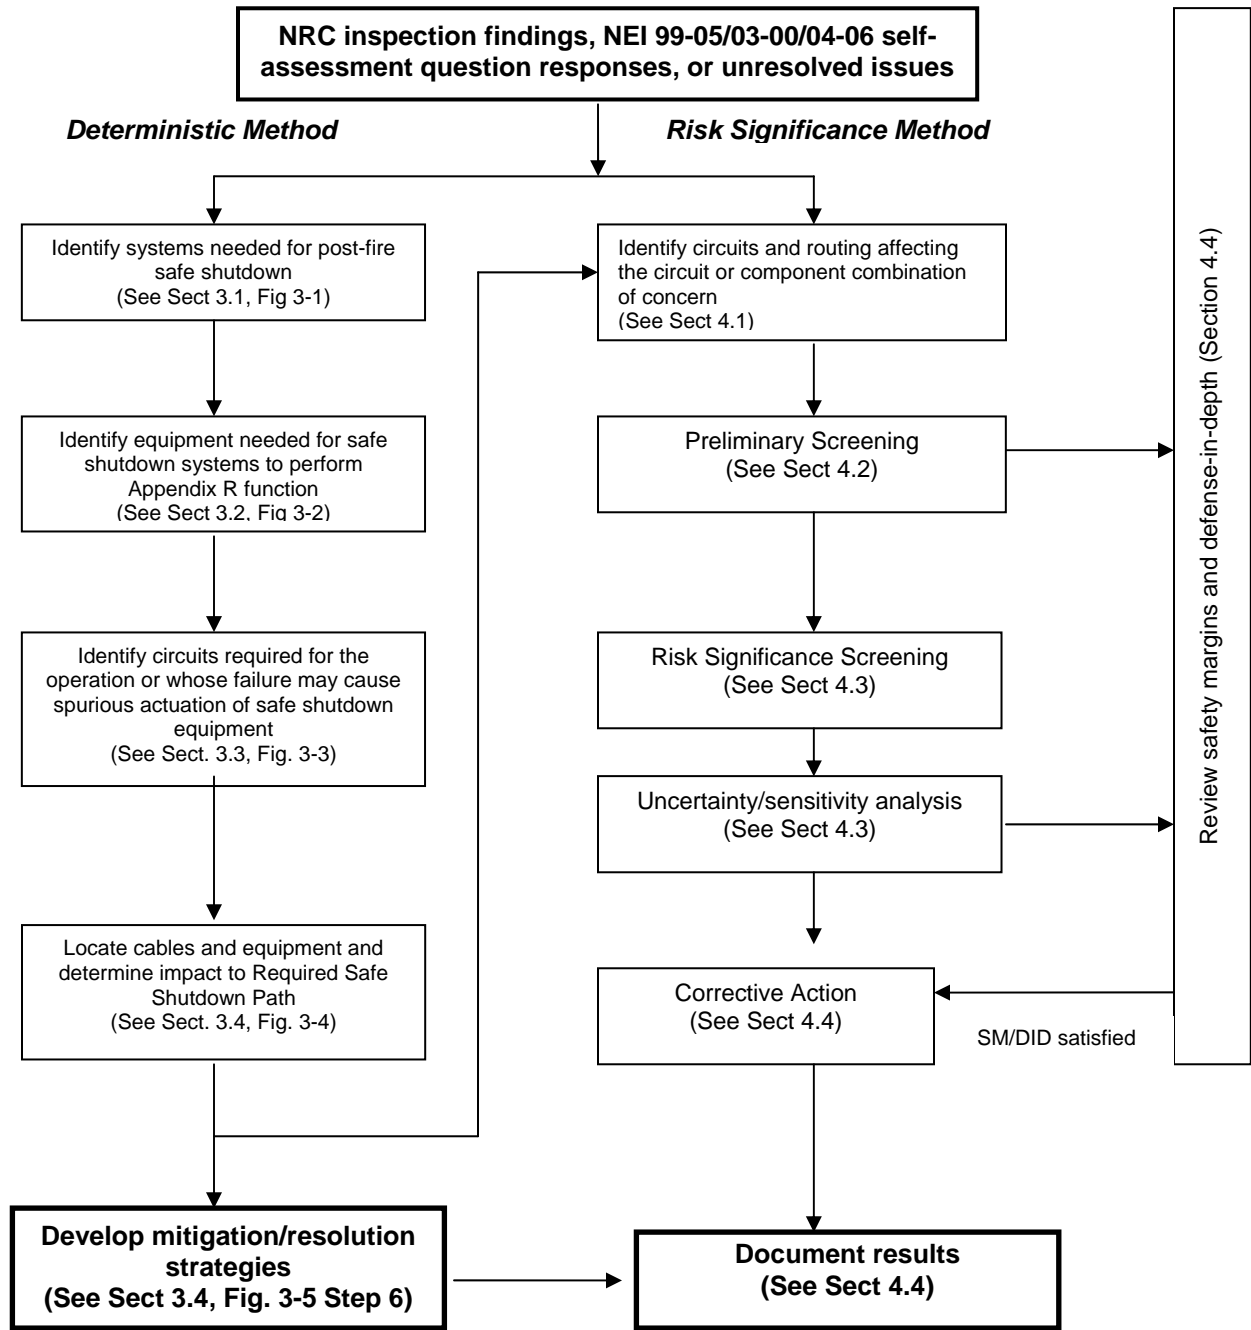 NRC inspection findings, NEI 99-05/03-00/04-06 self-
assessment question responses, or unresolved issues
Deterministic Method
Risk Significance Method
Identify systems needed for post-fire
safe shutdown
(See Sect 3.1, Fig 3-1)
Identify equipment needed for safe
shutdown systems to perform
Appendix R function
(See Sect 3.2, Fig 3-2)
Identify circuits required for the
operation or whose failure may cause
spurious actuation of safe shutdown
equipment
(See Sect. 3.3, Fig. 3-3)
Locate cables and equipment and
determine impact to Required Safe
Shutdown Path
(See Sect. 3.4, Fig. 3-4)
Develop mitigation/resolution
strategies
(See Sect 3.4, Fig. 3-5 Step 6)
Identify circuits and routing affecting
the circuit or component combination
of concern
(See Sect 4.1)
Preliminary Screening
(See Sect 4.2)
Risk Significance Screening
(See Sect 4.3)
Uncertainty/sensitivity analysis
(See Sect 4.3)
Corrective Action
(See Sect 4.4)
SM/DID satisfied
Document results
(See Sect 4.4)
Review safety margins and defense-in-depth (Section 4.4)